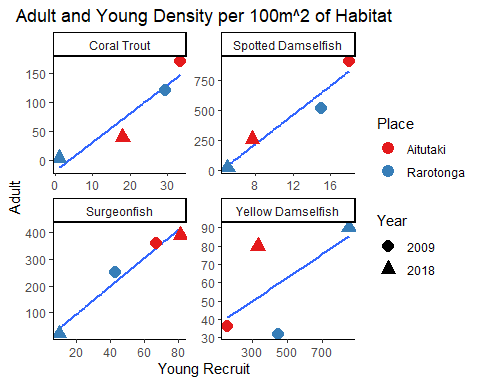 Adult and Young Density per 100m^2 of Habitat
Coral Trout
Spotted Damselfish
150
100
50
0
0 10 20 30
750
500
250
0
8 12 16
Surgeonfish
Yellow Damselfish
400
300
200
100
20 40 60 80
90
80
70
60
50
40
30
300 500 700
Adult
Young Recruit
Place
Aitutaki
Rarotonga
Year
2009
2018